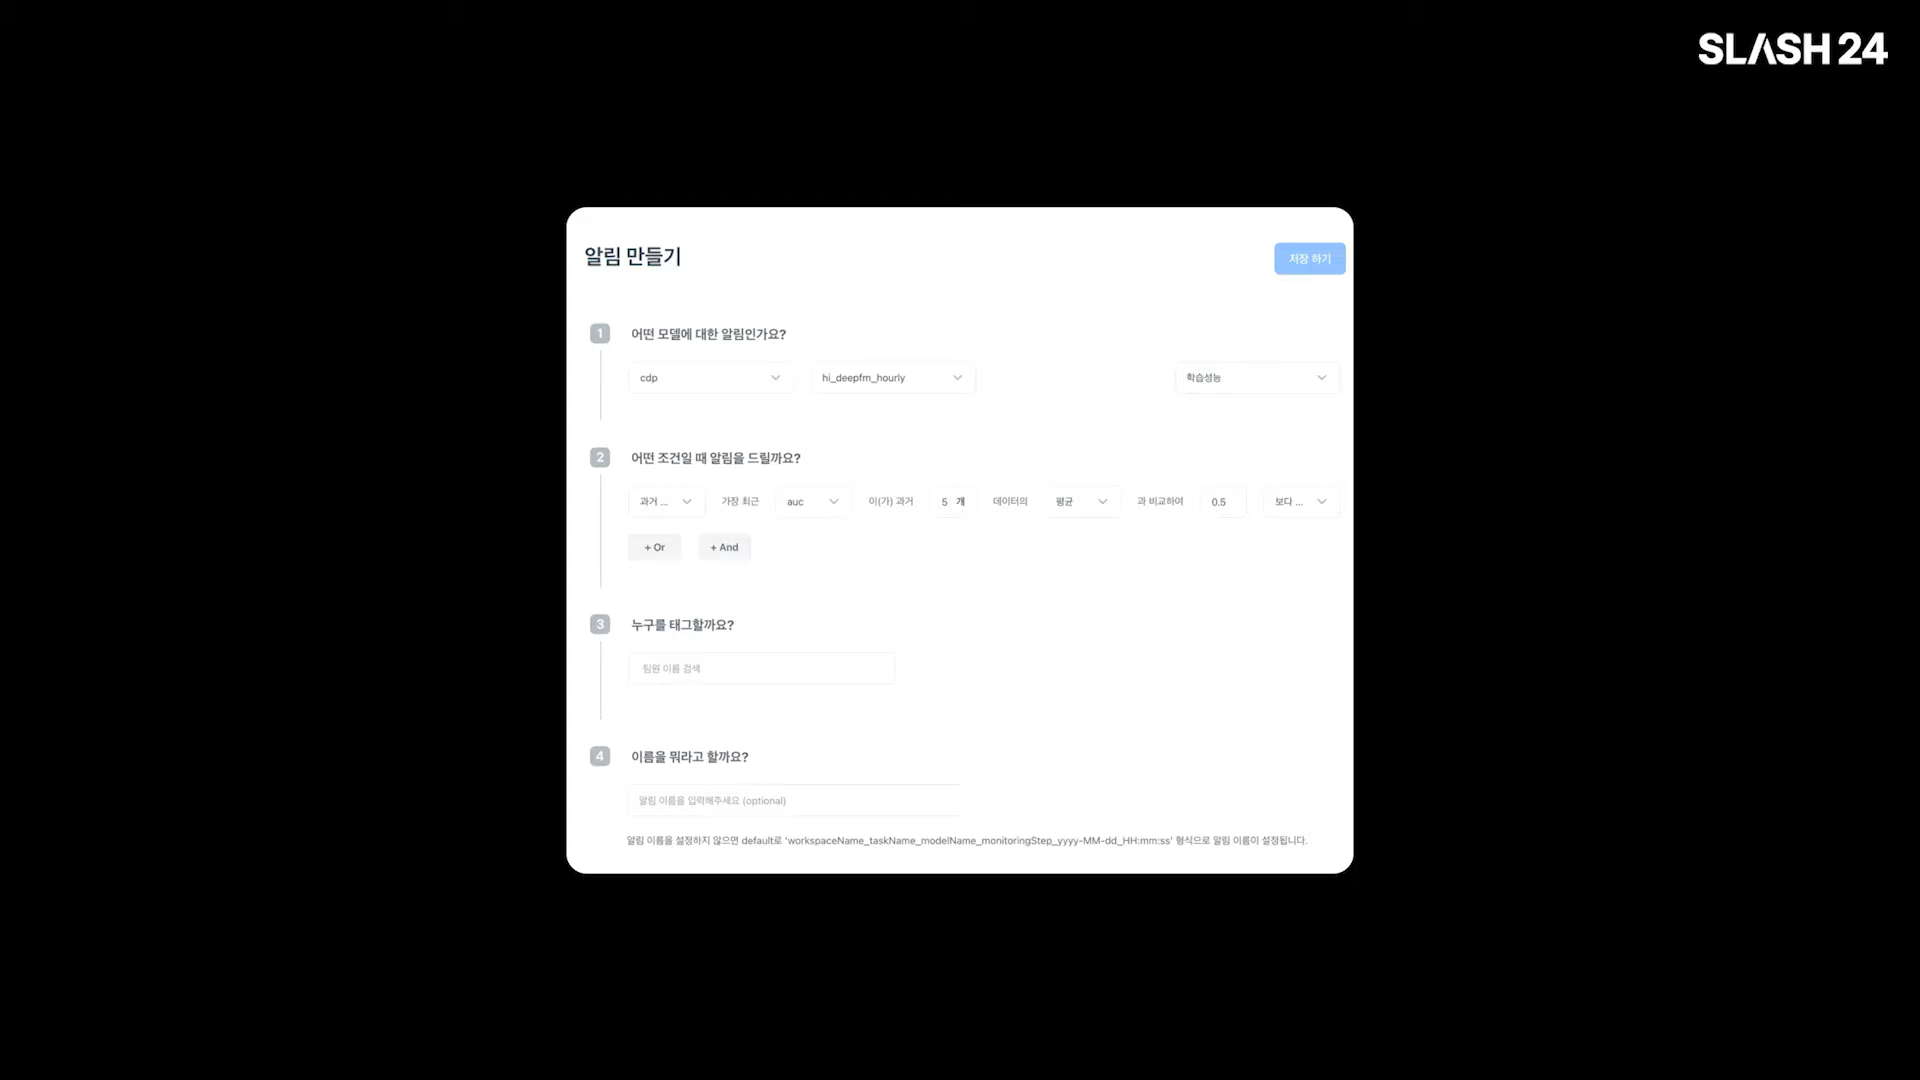 SLASH 24
알림 만들기
저장 하기
1 어떤 모델에 대한 알림인가요?
cdp hi_deepfm_hourly 학습성능
2 어떤 조건일 때 알림을 드릴까요?
과거 ... 가장 최근 auc 이(가) 과거 5 개 데이터의 평균 과 비교하여 0.5 보다 ...
+ Or + And
3 누구를 태그할까요?
팀원 이름 검색
4 이름을 뭐라고 할까요?
알림 이름을 입력해주세요 (optional)
알림 이름을 설정하지 않으면 default로 'workspaceName_taskName_modelName_monitoringStep_yyyy-MM-dd_HH:mm:ss' 형식으로 알림 이름이 설정됩니다.